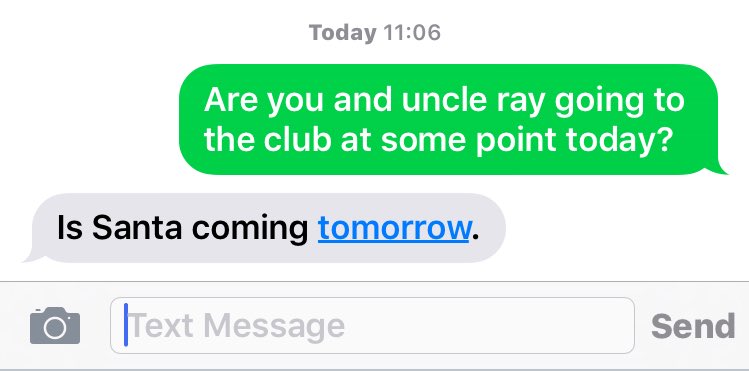 Today 11:06
Are you and uncle ray going to
the club at some point today?
Is Santa coming tomorrow.
Text Message
Send